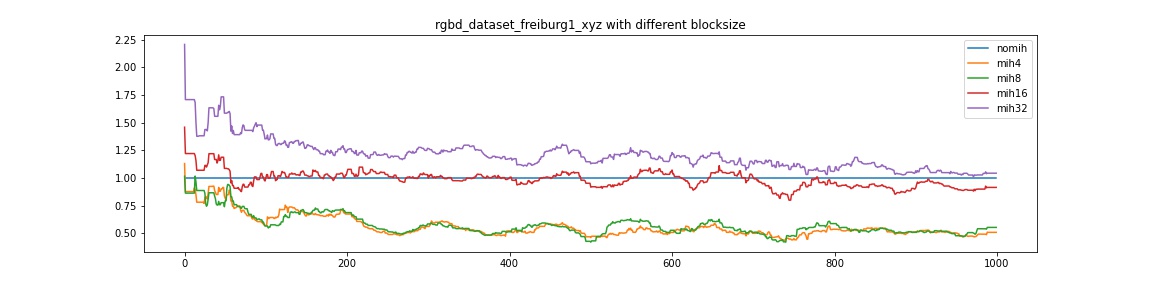 rgbd_dataset_freiburg1_xyz with different blocksize
2.25
2.00
1.75
1.50
1.25
1.00
0.75
0.50
nomih
mih4
mih8
mih16
mih32
0 200 400 600 800 1000